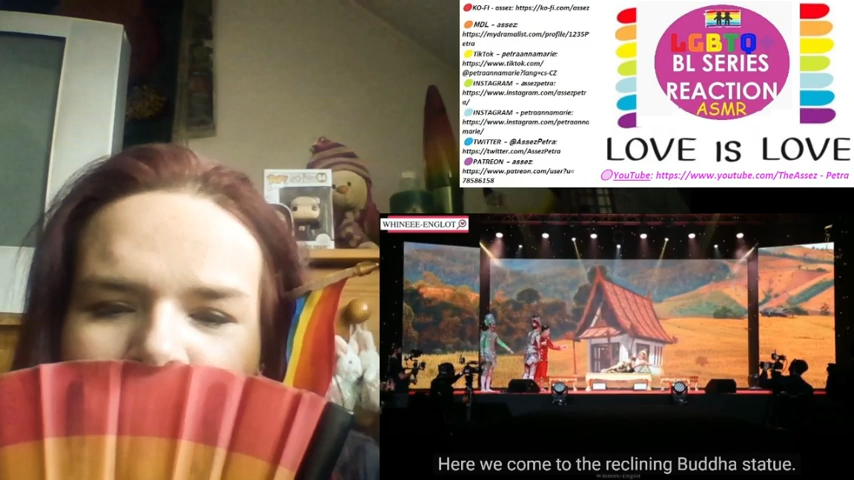 KO-FI - assez: https://ko-fi.com/assez
MDL - assez:
https://mydramalist.com/profile/1235P
etra
TikTok - petraannamarie:
https://www.tiktok.com/
@petraannamarie?lang=cs-CZ
INSTAGRAM - assezpetra:
https://www.instagram.com/assezpetr
a/
INSTAGRAM - petraannamarie:
https://www.instagram.com/petraanna
marie/
TWITTER - @AssezPetra:
https://twitter.com/AssezPetra
PATREON - assez:
https://www.patreon.com/user?u=
78586158
LGBTQ+
BL SERIES
REACTION
ASMR
LOVE IS LOVE
YouTube: https://www.youtube.com/TheAssez - Petra
WHINEEE-ENGLOT
Here we come to the reclining Buddha statue.